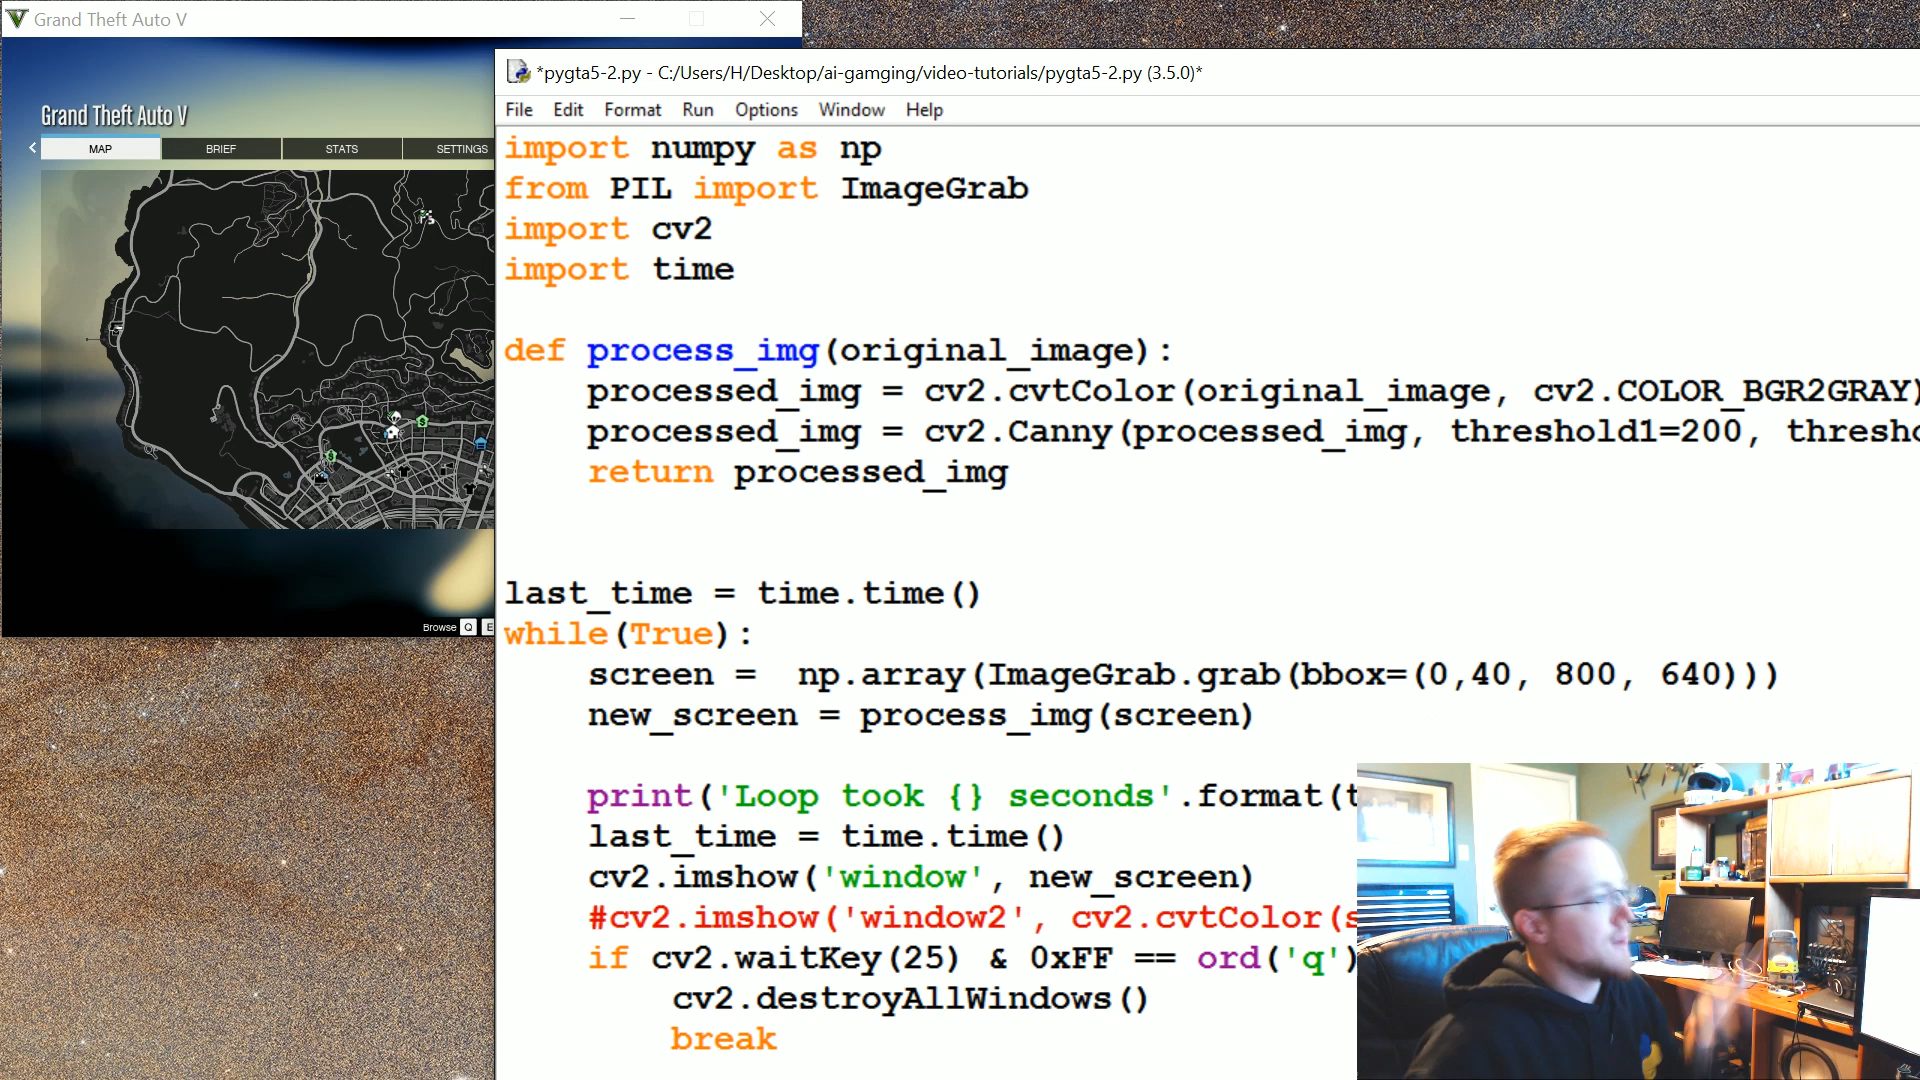 Grand Theft Auto V
Grand Theft Auto V
MAP BRIEF STATS SETTINGS
Browse Q E
*pygta5-2.py - C:/Users/H/Desktop/ai-gamging/video-tutorials/pygta5-2.py (3.5.0)*
File Edit Format Run Options Window Help
import numpy as np
from PIL import ImageGrab
import cv2
import time
def process_img(original_image):
processed_img = cv2.cvtColor(original_image, cv2.COLOR_BGR2GRAY)
processed_img = cv2.Canny(processed_img, threshold1=200, thresho
return processed_img
last_time = time.time()
while(True):
screen =  np.array(ImageGrab.grab(bbox=(0,40, 800, 640)))
new_screen = process_img(screen)
print('Loop took {} seconds'.format(t
last_time = time.time()
cv2.imshow('window', new_screen)
#cv2.imshow('window2', cv2.cvtColor(s
if cv2.waitKey(25) & 0xFF == ord('q')
cv2.destroyAllWindows()
break